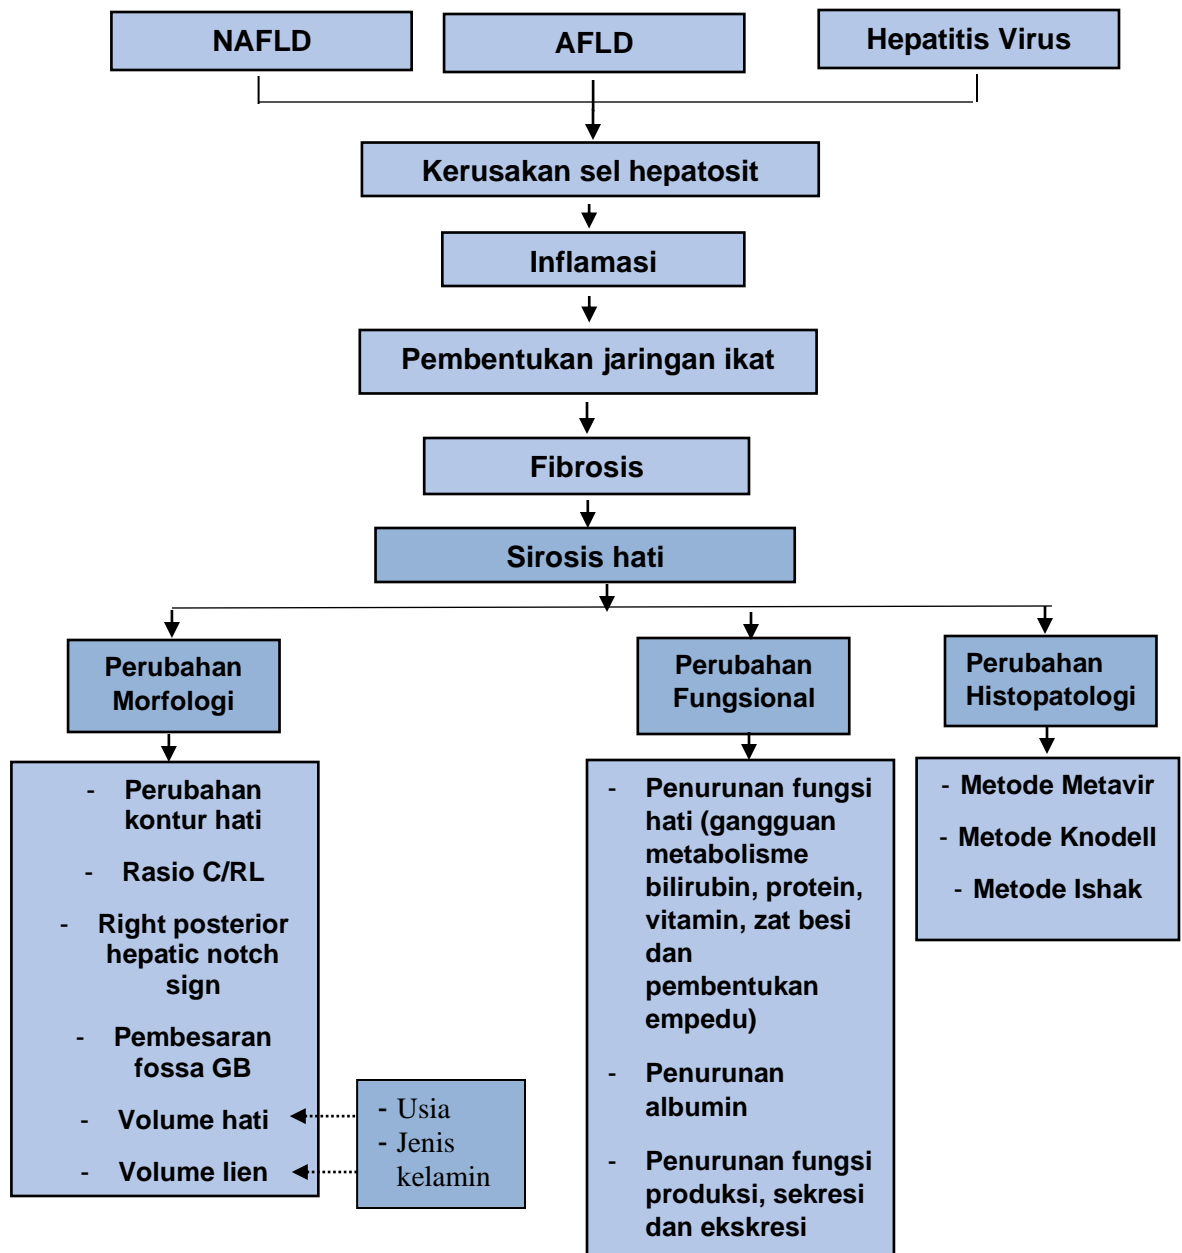 NAFLD
AFLD
Hepatitis Virus
Kerusakan sel hepatosit
Inflamasi
Pembentukan jaringan ikat
Fibrosis
Sirosis hati
Perubahan
Morfologi
Perubahan
Fungsional
Perubahan
Histopatologi
- Perubahan
kontur hati
- Rasio C/RL
- Right posterior
hepatic notch
sign
- Pembesaran
fossa GB
- Volume hati
- Volume lien
- Usia
- Jenis
kelamin
- Penurunan fungsi
hati (gangguan
metabolisme
bilirubin, protein,
vitamin, zat besi
dan
pembentukan
empedu)
- Penurunan
albumin
- Penurunan fungsi
produksi, sekresi
dan ekskresi
- Metode Metavir
- Metode Knodell
- Metode Ishak